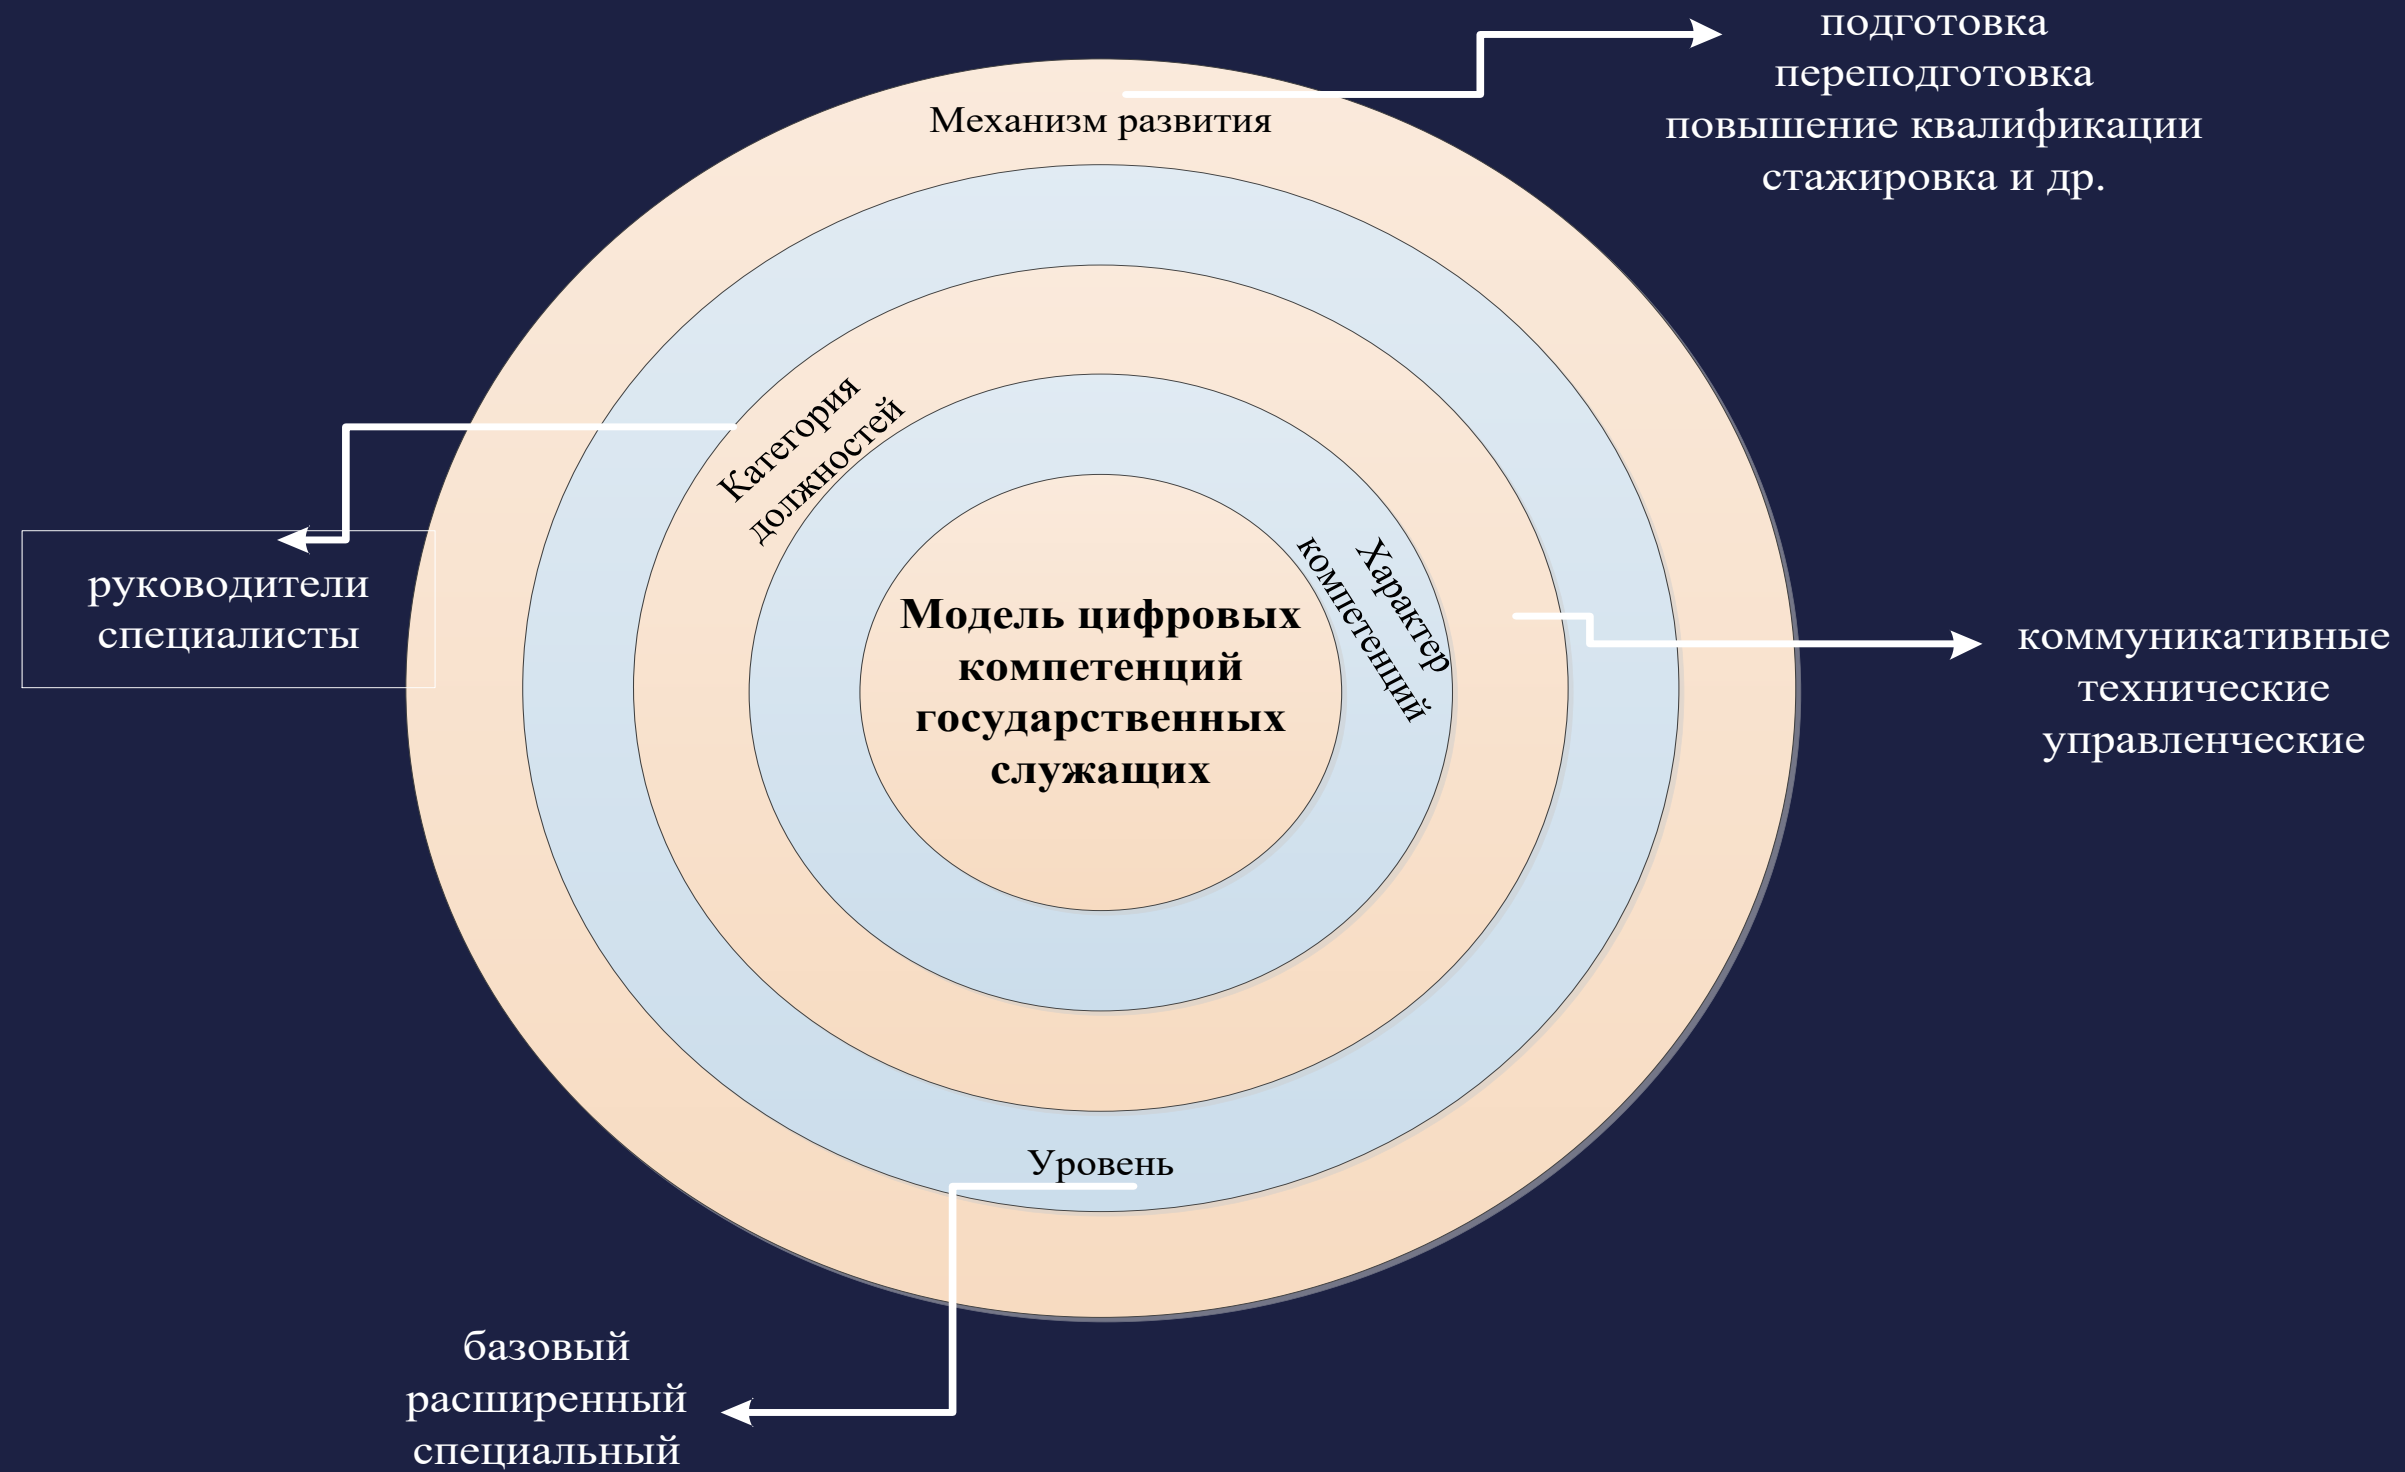 подготовка
переподготовка
повышение квалификации
стажировка и др.
Механизм развития
Категория
должностей
руководители
специалисты
Характер
компетенций
Модель цифровых
компетенций
государственных
служащих
коммуникативные
технические
управленческие
Уровень
базовый
расширенный
специальный